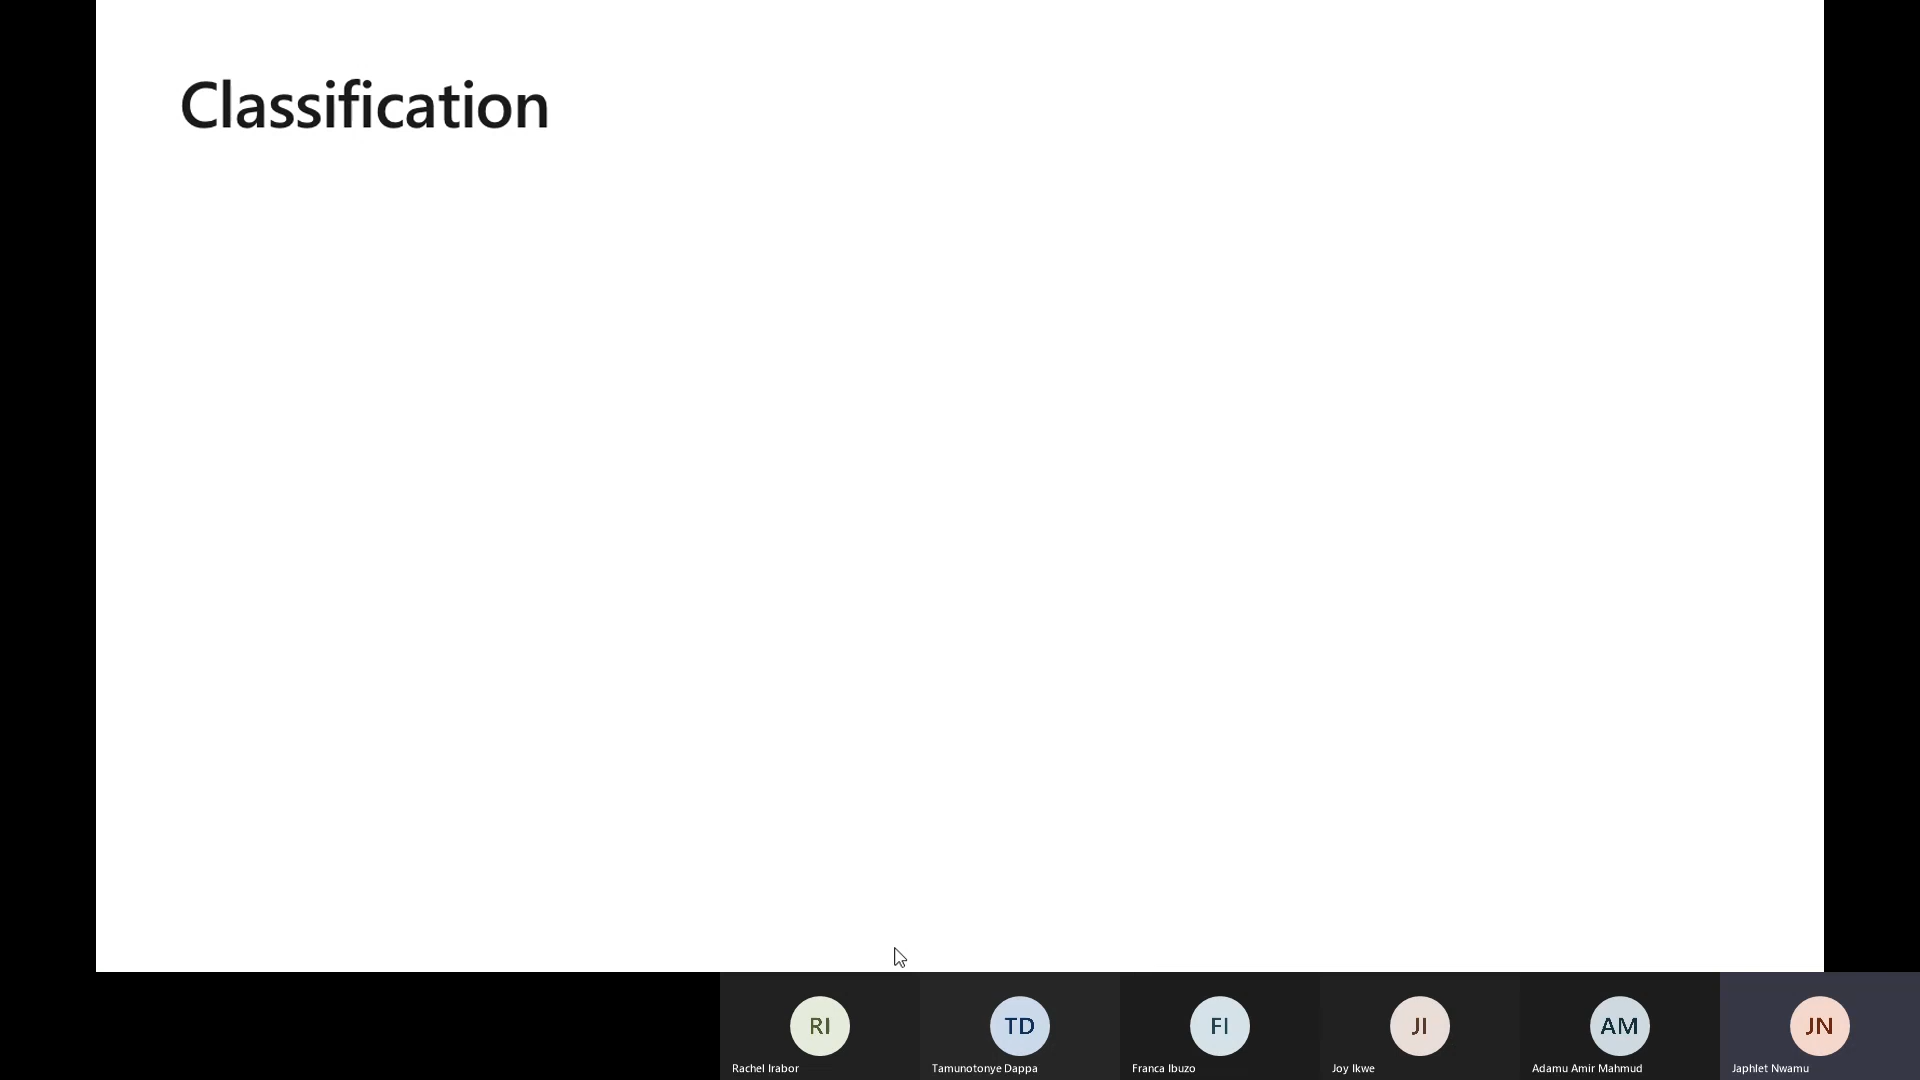 Classification
RI
TD
FI
JI
AM
JN
Rachel Irabor
Tamunotonye Dappa
Franca Ibuzo
Joy Ikwe
Adamu Amir Mahmud
Japhlet Nwamu